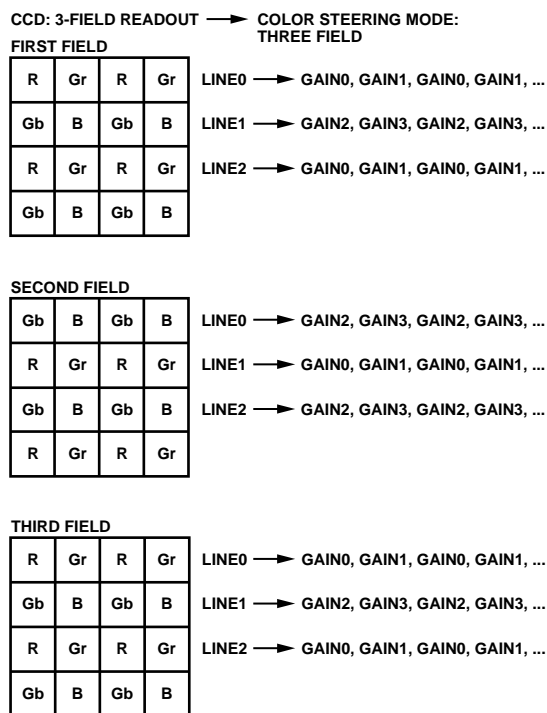 CCD: 3-FIELD READOUT → COLOR STEERING MODE:
THREE FIELD
FIRST FIELD
R Gr R Gr LINE0 → GAIN0, GAIN1, GAIN0, GAIN1, ...
Gb B Gb B LINE1 → GAIN2, GAIN3, GAIN2, GAIN3, ...
R Gr R Gr LINE2 → GAIN0, GAIN1, GAIN0, GAIN1, ...
Gb B Gb B
SECOND FIELD
Gb B Gb B LINE0 → GAIN2, GAIN3, GAIN2, GAIN3, ...
R Gr R Gr LINE1 → GAIN0, GAIN1, GAIN0, GAIN1, ...
Gb B Gb B LINE2 → GAIN2, GAIN3, GAIN2, GAIN3, ...
R Gr R Gr
THIRD FIELD
R Gr R Gr LINE0 → GAIN0, GAIN1, GAIN0, GAIN1, ...
Gb B Gb B LINE1 → GAIN2, GAIN3, GAIN2, GAIN3, ...
R Gr R Gr LINE2 → GAIN0, GAIN1, GAIN0, GAIN1, ...
Gb B Gb B